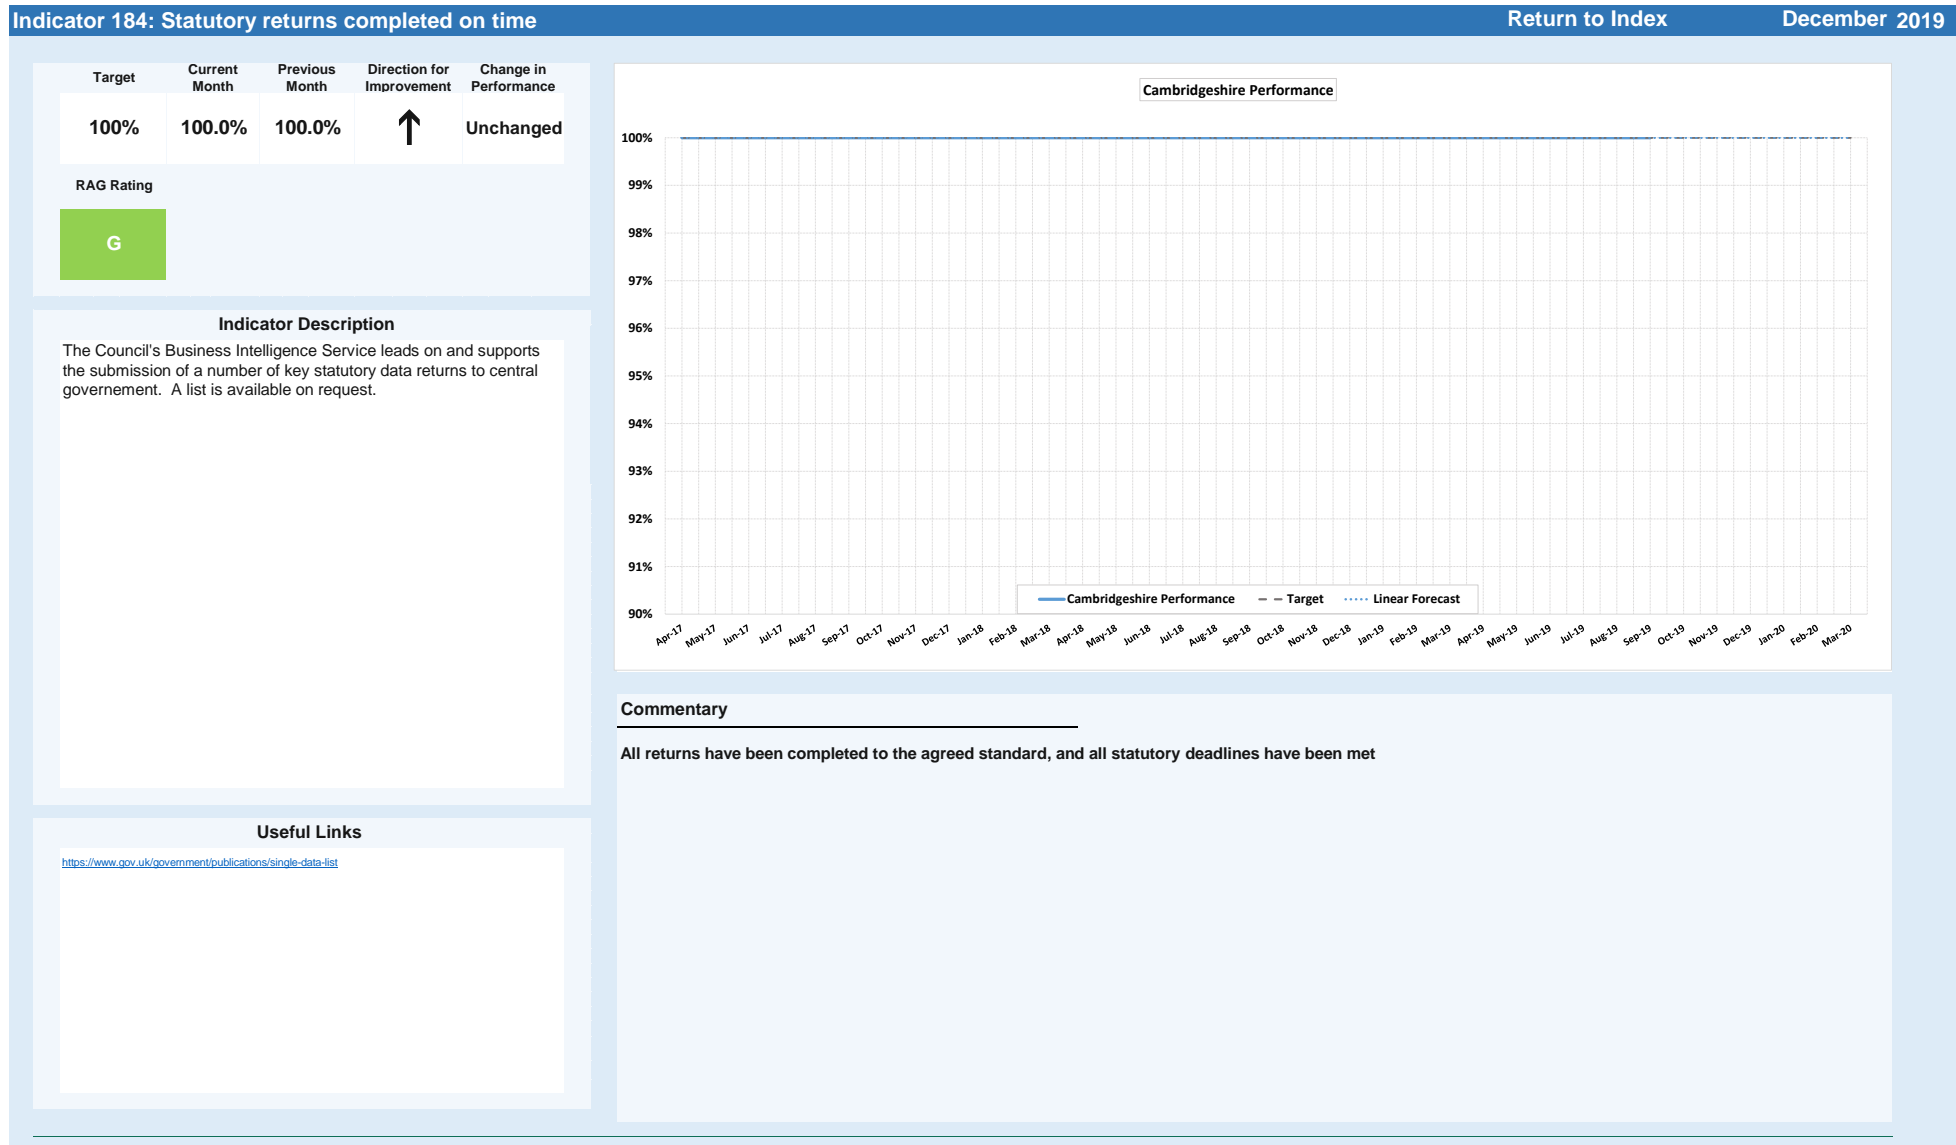 Indicator 184: Statutory returns completed on time
Return to Index
December 2019
Target
Current Month
Previous Month
Direction for Improvement
Change in Performance
100%
100.0%
100.0%
↑
Unchanged
RAG Rating
G
Indicator Description
The Council's Business Intelligence Service leads on and supports
the submission of a number of key statutory data returns to central
governement.  A list is available on request.
Useful Links
https://www.gov.uk/government/publications/single-data-list
Cambridgeshire Performance
100%
99%
98%
97%
96%
95%
94%
93%
92%
91%
90%
Cambridgeshire Performance
Target
Linear Forecast
Apr-17 May-17 Jun-17 Jul-17 Aug-17 Sep-17 Oct-17 Nov-17 Dec-17 Jan-18 Feb-18 Mar-18 Apr-18 May-18 Jun-18 Jul-18 Aug-18 Sep-18 Oct-18 Nov-18 Dec-18 Jan-19 Feb-19 Mar-19 Apr-19 May-19 Jun-19 Jul-19 Aug-19 Sep-19 Oct-19 Nov-19 Dec-19 Jan-20 Feb-20 Mar-20
Commentary
All returns have been completed to the agreed standard, and all statutory deadlines have been met